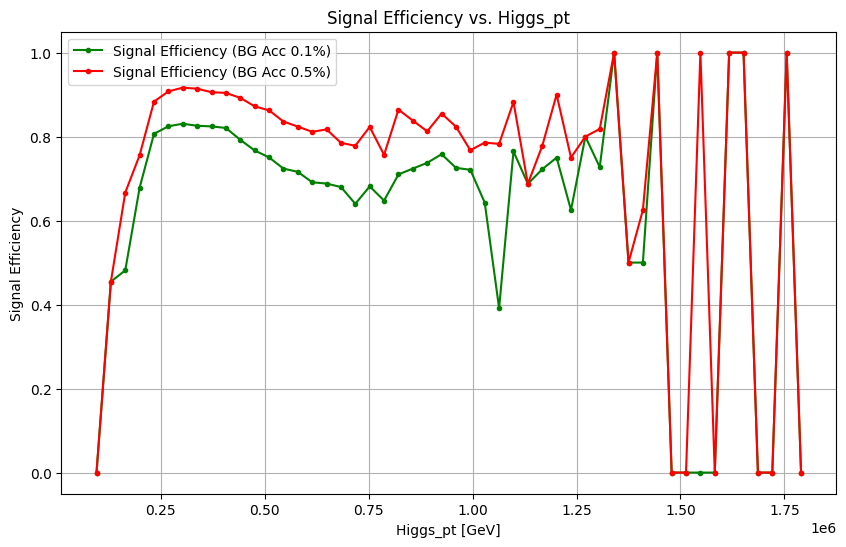 Signal Efficiency vs. Higgs_pt
Signal Efficiency (BG Acc 0.1%)
Signal Efficiency (BG Acc 0.5%)
1.0
0.8
0.6
0.4
0.2
0.0
Signal Efficiency
0.25
0.50
0.75
1.00
1.25
1.50
1.75
1e6
Higgs_pt [GeV]